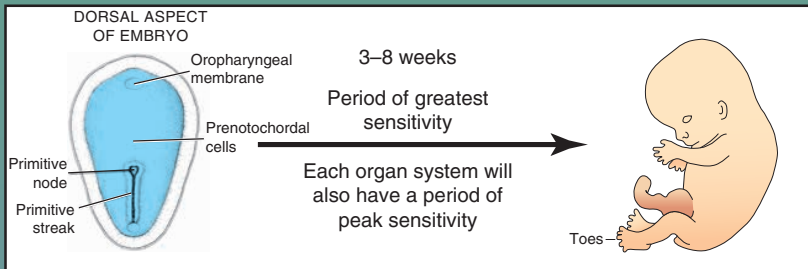 DORSAL ASPECT
OF EMBRYO
Oropharyngeal
membrane
Prenotochordal
cells
Primitive
node
Primitive
streak
3–8 weeks
Period of greatest
sensitivity
Each organ system will
also have a period of
peak sensitivity
Toes